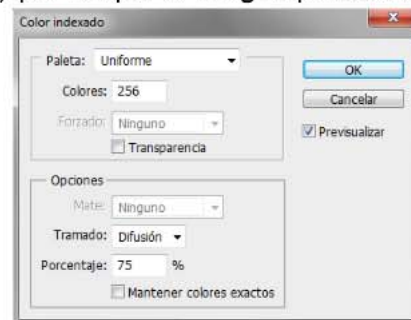 Color indexado
Paleta: Uniforme
Colores: 256
Forzado: Ninguno
Transparencia
OK
Cancelar
Previsualizar
Opciones
Mate: Ninguno
Tramado: Difusión
Porcentaje: 75 %
Mantener colores exactos